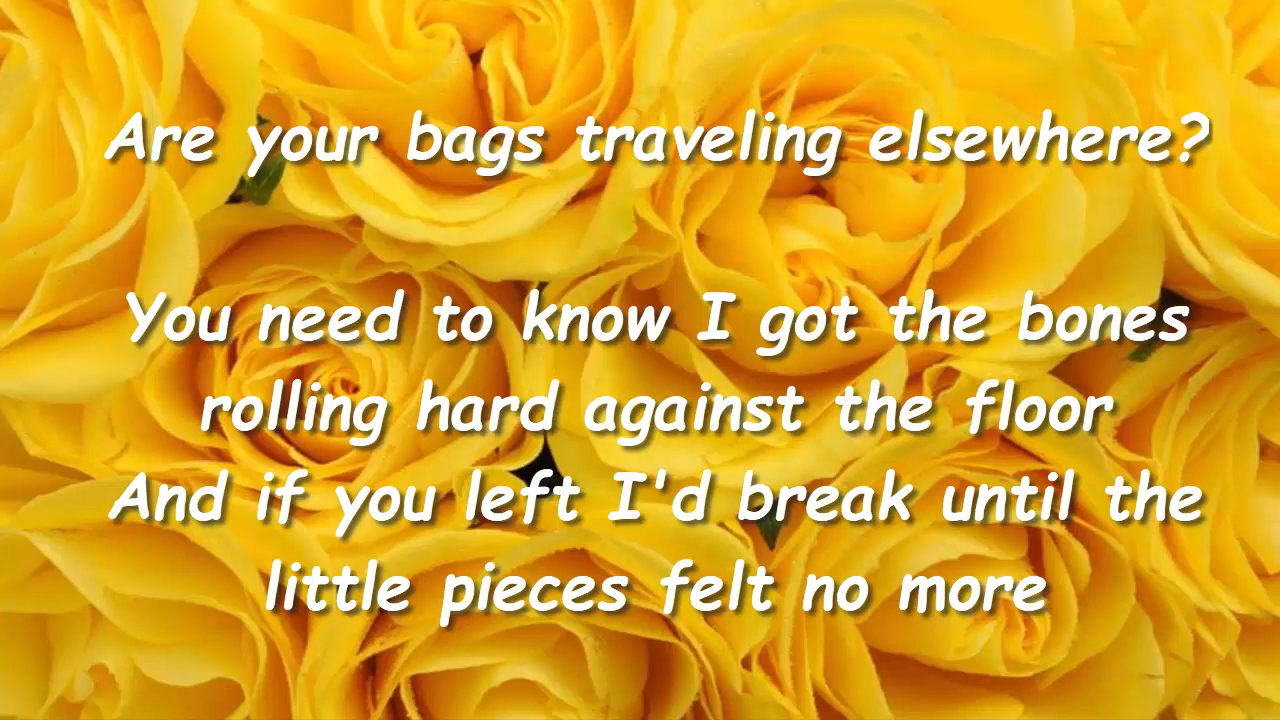 Are your bags traveling elsewhere?
You need to know I got the bones
rolling hard against the floor
And if you left I'd break until the
little pieces felt no more